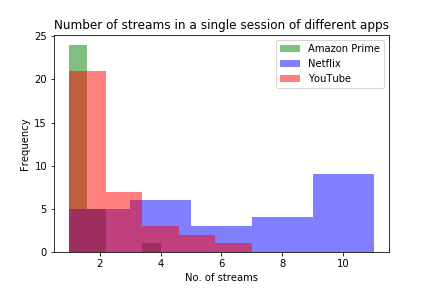 Number of streams in a single session of different apps
Amazon Prime
Netflix
YouTube
25
20
15
10
5
0
Frequency
2 4 6 8 10
No. of streams